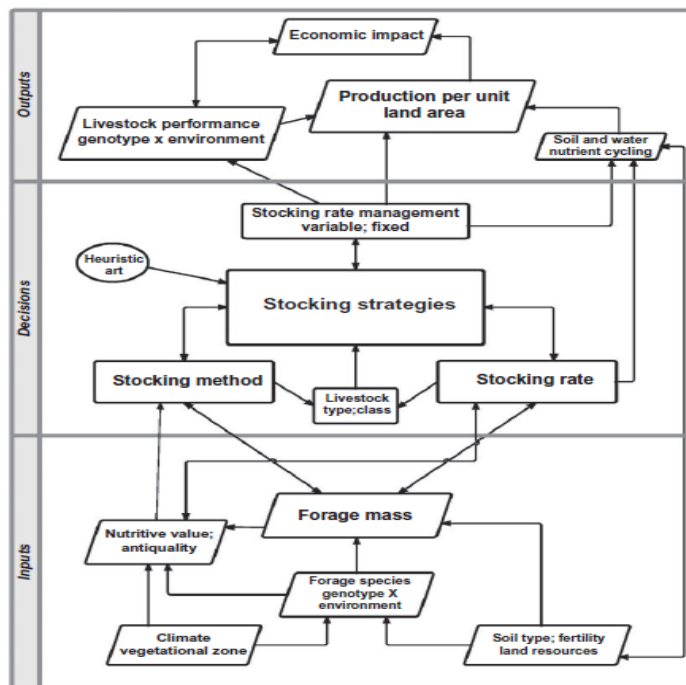 Outputs
Economic impact
Production per unit
land area
Livestock performance
genotype x environment
Soil and water
nutrient cycling
Decisions
Stocking rate management
variable; fixed
Heuristic
art
Stocking strategies
Stocking method
Livestock
type;class
Stocking rate
Inputs
Forage mass
Nutritive value;
antiquality
Forage species
genotype X
environment
Climate
vegetational zone
Soil type; fertility
land resources